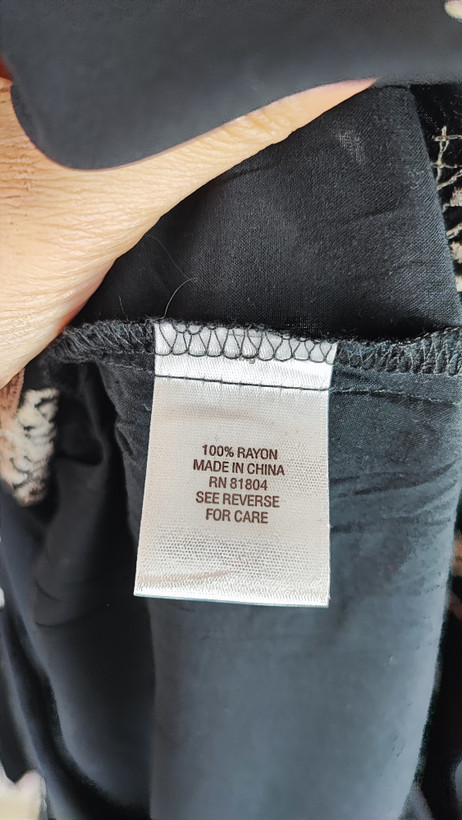 100% RAYON
MADE IN CHINA
RN 81804
SEE REVERSE
FOR CARE